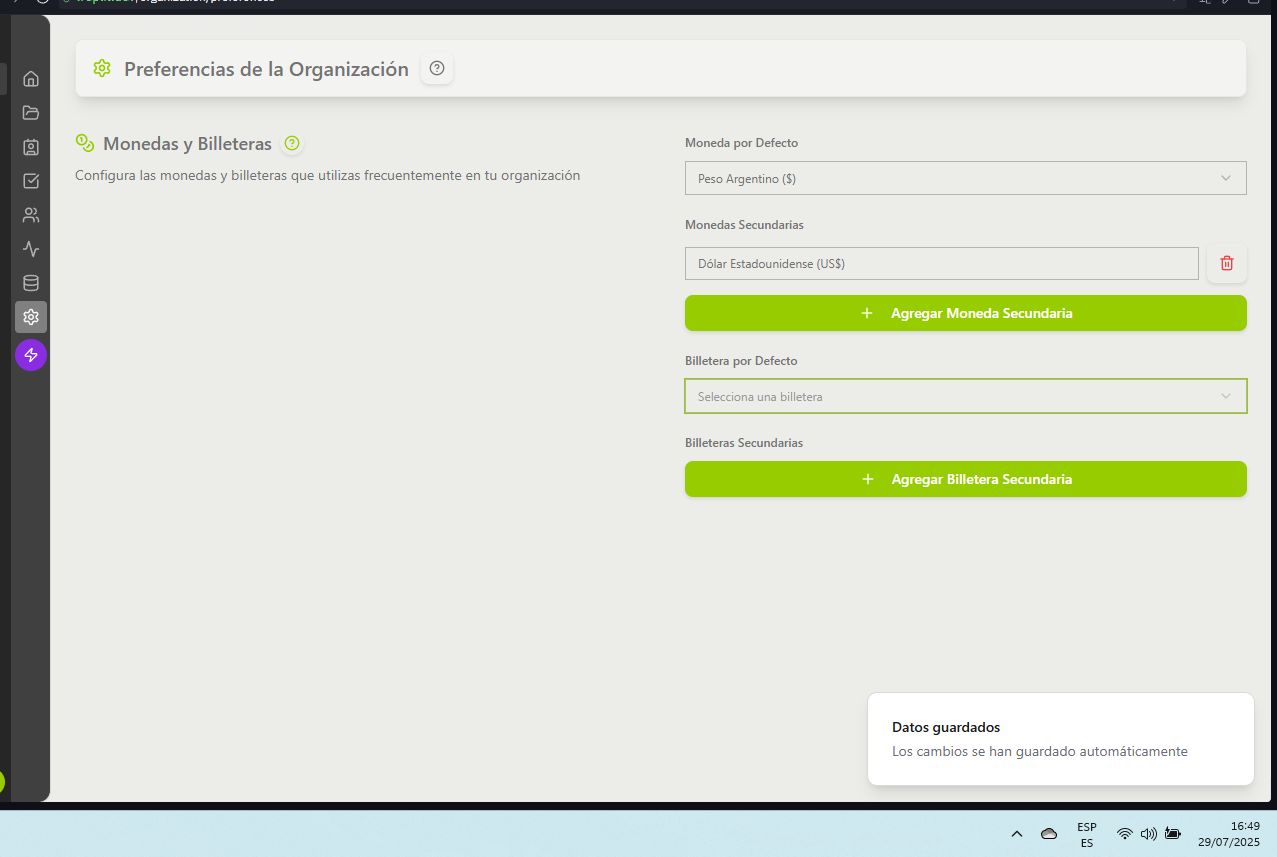 Preferencias de la Organización
Monedas y Billeteras
Configura las monedas y billeteras que utilizas frecuentemente en tu organización
Moneda por Defecto
Peso Argentino ($)
Monedas Secundarias
Dólar Estadounidense (US$)
Agregar Moneda Secundaria
Billetera por Defecto
Selecciona una billetera
Billeteras Secundarias
Agregar Billetera Secundaria
Datos guardados
Los cambios se han guardado automáticamente
ESP
ES
16:49
29/07/2025